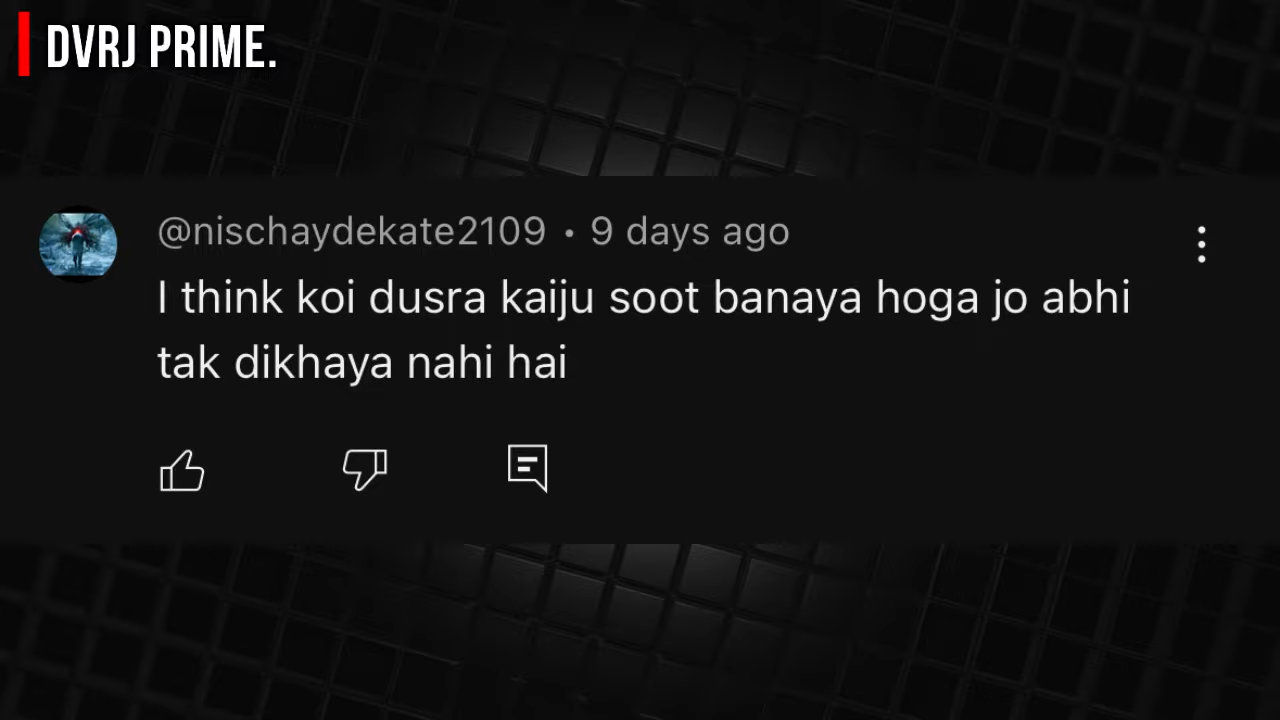 DVRJ PRIME.
@nischaydekate2109 • 9 days ago
I think koi dusra kaiju soot banaya hoga jo abhi
tak dikhaya nahi hai